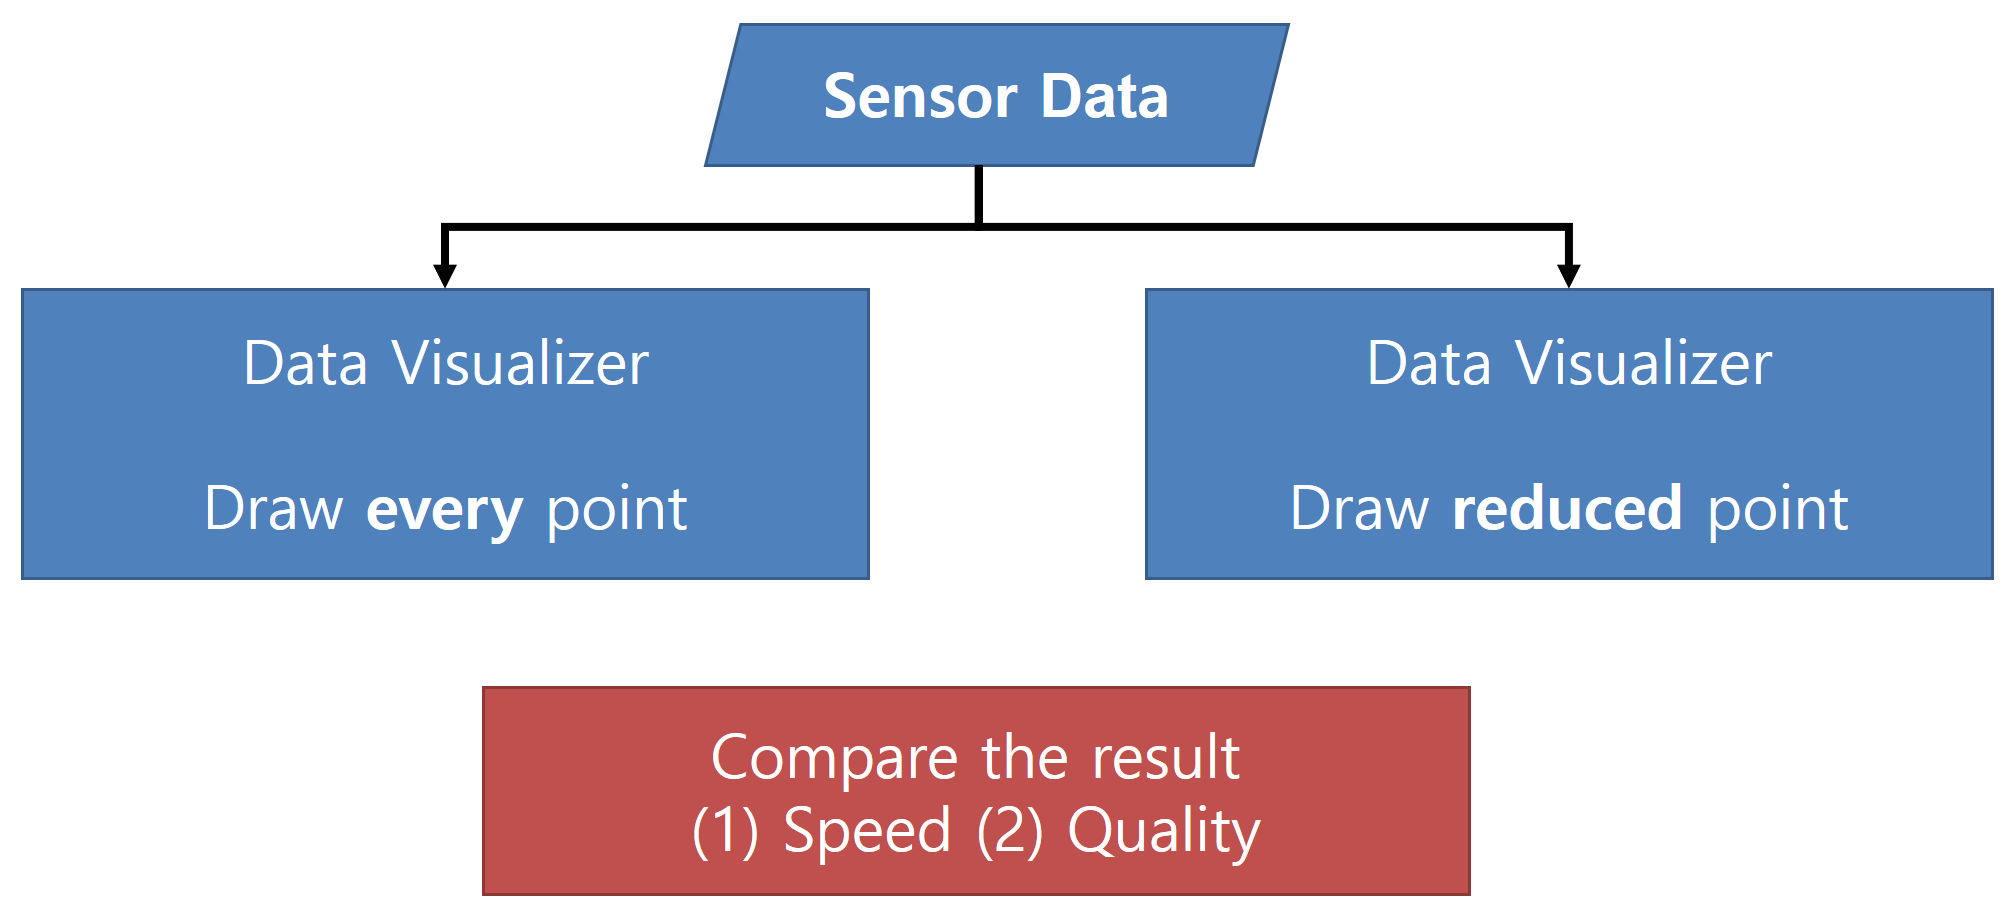 Sensor Data
Data Visualizer
Draw every point
Data Visualizer
Draw reduced point
Compare the result
(1) Speed (2) Quality